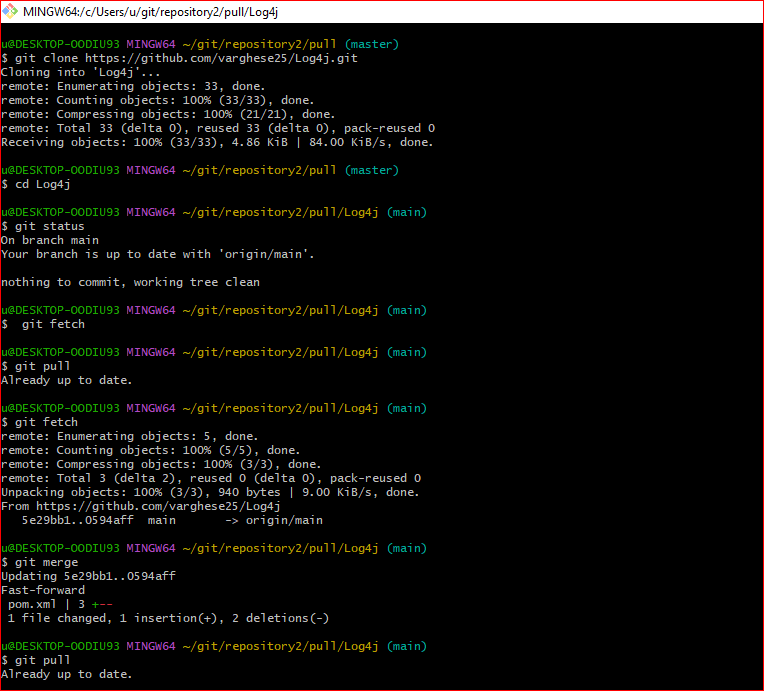 MINGW64:/c/Users/u/git/repository2/pull/Log4j
u@DESKTOP-OODIU93 MINGW64 ~/git/repository2/pull (master)
$ git clone https://github.com/varghese25/Log4j.git
Cloning into 'Log4j'...
remote: Enumerating objects: 33, done.
remote: Counting objects: 100% (33/33), done.
remote: Compressing objects: 100% (21/21), done.
remote: Total 33 (delta 0), reused 33 (delta 0), pack-reused 0
Receiving objects: 100% (33/33), 4.86 KiB | 84.00 KiB/s, done.
u@DESKTOP-OODIU93 MINGW64 ~/git/repository2/pull (master)
$ cd Log4j
u@DESKTOP-OODIU93 MINGW64 ~/git/repository2/pull/Log4j (main)
$ git status
On branch main
Your branch is up to date with 'origin/main'.
nothing to commit, working tree clean
u@DESKTOP-OODIU93 MINGW64 ~/git/repository2/pull/Log4j (main)
$  git fetch
u@DESKTOP-OODIU93 MINGW64 ~/git/repository2/pull/Log4j (main)
$ git pull
Already up to date.
u@DESKTOP-OODIU93 MINGW64 ~/git/repository2/pull/Log4j (main)
$ git fetch
remote: Enumerating objects: 5, done.
remote: Counting objects: 100% (5/5), done.
remote: Compressing objects: 100% (3/3), done.
remote: Total 3 (delta 2), reused 0 (delta 0), pack-reused 0
Unpacking objects: 100% (3/3), 940 bytes | 9.00 KiB/s, done.
From https://github.com/varghese25/Log4j
   5e29bb1..0594aff  main       -> origin/main
u@DESKTOP-OODIU93 MINGW64 ~/git/repository2/pull/Log4j (main)
$ git merge
Updating 5e29bb1..0594aff
Fast-forward
 pom.xml | 3 +--
 1 file changed, 1 insertion(+), 2 deletions(-)
u@DESKTOP-OODIU93 MINGW64 ~/git/repository2/pull/Log4j (main)
$ git pull
Already up to date.